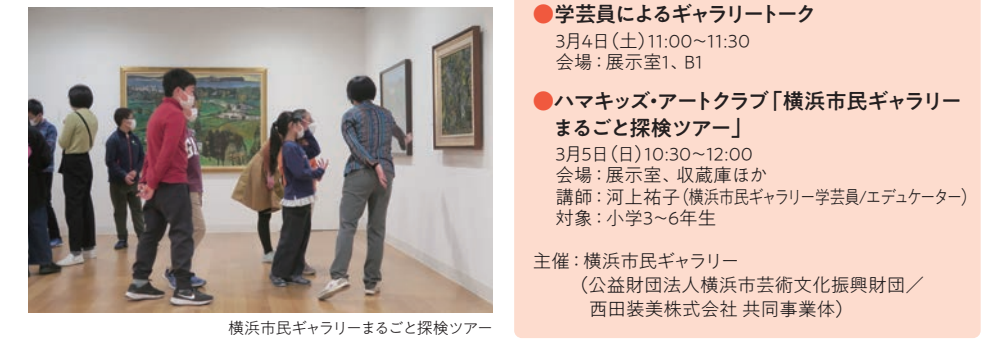 横浜市民ギャラリーまるごと探検ツアー
●学芸員によるギャラリートーク
3月4日(土)11:00~11:30
会場:展示室1、B1
●ハマキッズ・アートクラブ「横浜市民ギャラリー
まるごと探検ツアー」
3月5日(日)10:30~12:00
会場:展示室、収蔵庫ほか
講師:河上祐子(横浜市民ギャラリー学芸員/エデュケーター)
対象:小学3~6年生
主催:横浜市民ギャラリー
(公益財団法人横浜市芸術文化振興財団/
西田装美株式会社 共同事業体)